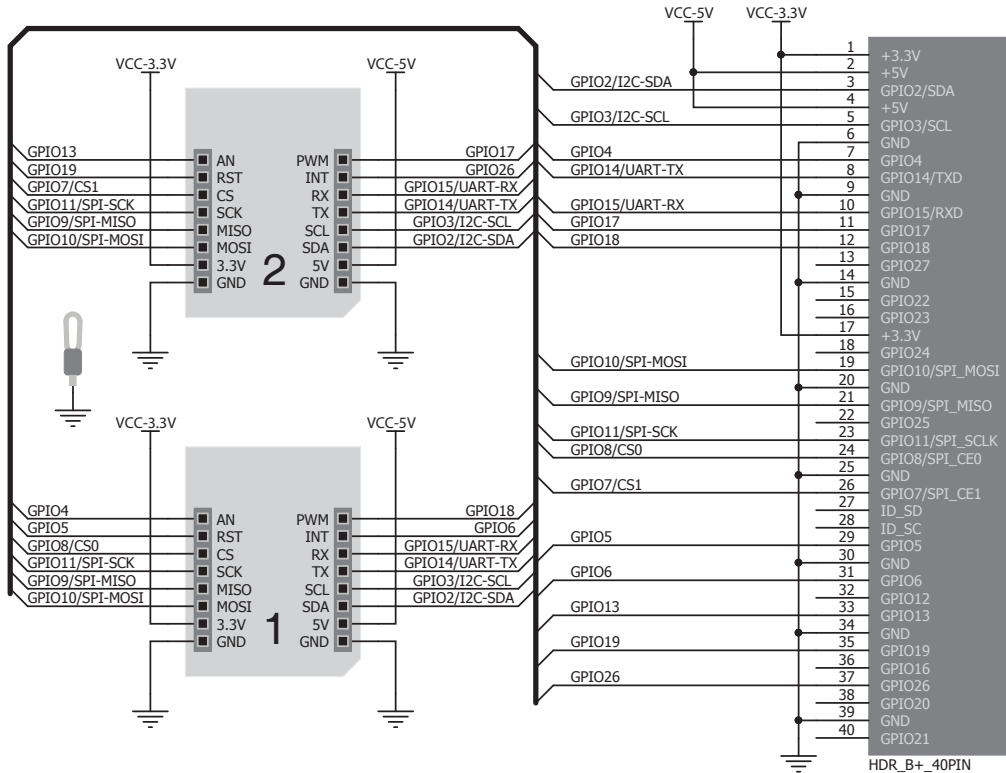 VCC-5V VCC-3.3V
VCC-3.3V VCC-5V
GPIO13
GPIO19
GPIO7/CS1
GPIO11/SPI-SCK
GPIO9/SPI-MISO
GPIO10/SPI-MOSI
AN PWM
RST INT
CS RX
SCK TX
MISO SCL
MOSI SDA
3.3V 5V
GND GND
2
GPIO17
GPIO26
GPIO15/UART-RX
GPIO14/UART-TX
GPIO3/I2C-SCL
GPIO2/I2C-SDA
VCC-3.3V VCC-5V
GPIO4
GPIO5
GPIO8/CS0
GPIO11/SPI-SCK
GPIO9/SPI-MISO
GPIO10/SPI-MOSI
AN PWM
RST INT
CS RX
SCK TX
MISO SCL
MOSI SDA
3.3V 5V
GND GND
1
GPIO18
GPIO6
GPIO15/UART-RX
GPIO14/UART-TX
GPIO3/I2C-SCL
GPIO2/I2C-SDA
GPIO2/I2C-SDA
GPIO3/I2C-SCL
GPIO4
GPIO14/UART-TX
GPIO15/UART-RX
GPIO17
GPIO18
GPIO10/SPI-MOSI
GPIO9/SPI-MISO
GPIO11/SPI-SCK
GPIO8/CS0
GPIO7/CS1
GPIO5
GPIO6
GPIO13
GPIO19
GPIO26
1 +3.3V
2 +5V
3 GPIO2/SDA
4 +5V
5 GPIO3/SCL
6 GND
7 GPIO4
8 GPIO14/TXD
9 GND
10 GPIO15/RXD
11 GPIO17
12 GPIO18
13 GPIO27
14 GND
15 GPIO22
16 GPIO23
17 +3.3V
18 GPIO24
19 GPIO10/SPI_MOSI
20 GND
21 GPIO9/SPI_MISO
22 GPIO25
23 GPIO11/SPI_SCLK
24 GPIO8/SPI_CE0
25 GND
26 GPIO7/SPI_CE1
27 ID_SD
28 ID_SC
29 GPIO5
30 GND
31 GPIO6
32 GPIO12
33 GPIO13
34 GND
35 GPIO19
36 GPIO16
37 GPIO26
38 GPIO20
39 GND
40 GPIO21
HDR_B+_40PIN